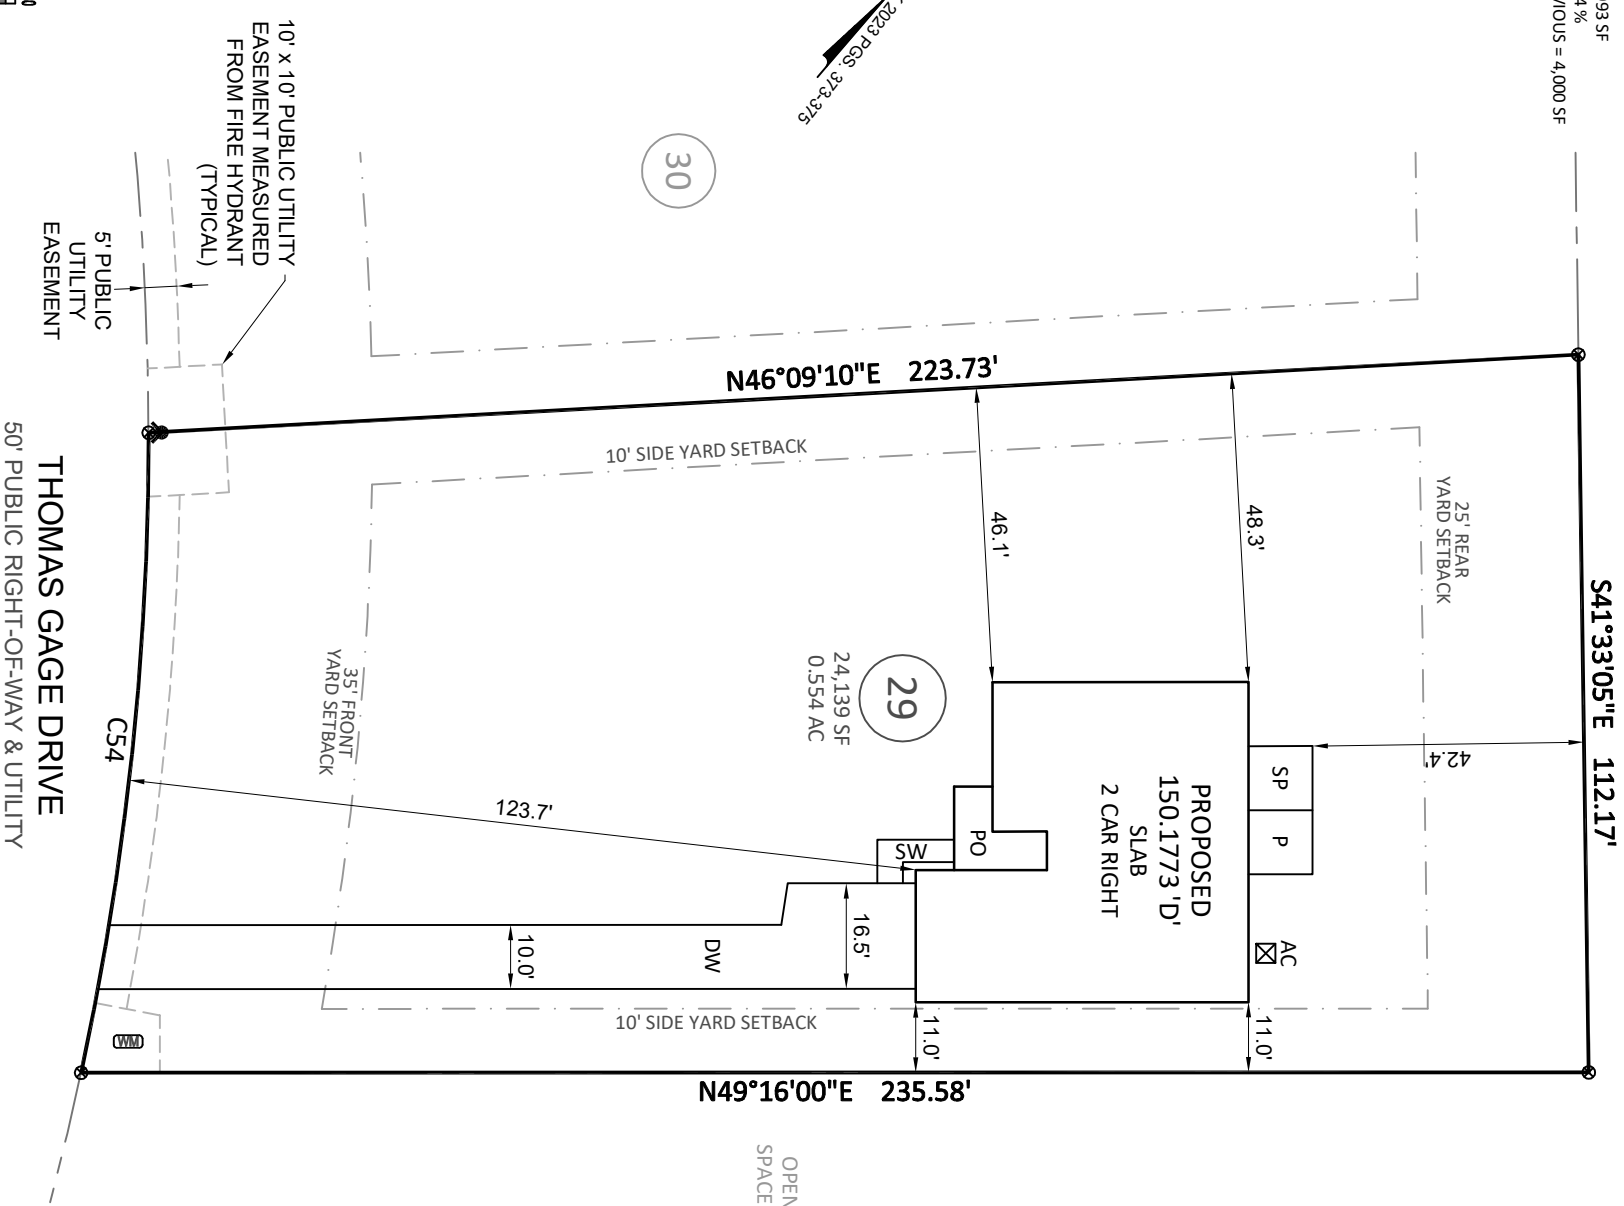 93 SF
4 %
VIOUS = 4,000 SF
2023 PGS. 373-375
10' x 10' PUBLIC UTILITY
EASEMENT MEASURED
FROM FIRE HYDRANT
(TYPICAL)
5' PUBLIC
UTILITY
EASEMENT
30
N46°09'10"E 223.73'
S41°33'05"E 112.17'
10' SIDE YARD SETBACK
25' REAR
YARD SETBACK
46.1'
48.3'
42.4'
29
24,139 SF
0.554 AC
35' FRONT
YARD SETBACK
THOMAS GAGE DRIVE
50' PUBLIC RIGHT-OF-WAY & UTILITY
C54
123.7'
PROPOSED
150.1773 'D'
SLAB
2 CAR RIGHT
SP
P
PO
SW
AC
16.5'
10.0'
DW
10' SIDE YARD SETBACK
11.0'
11.0'
WM
N49°16'00"E 235.58'
OPEN
SPACE